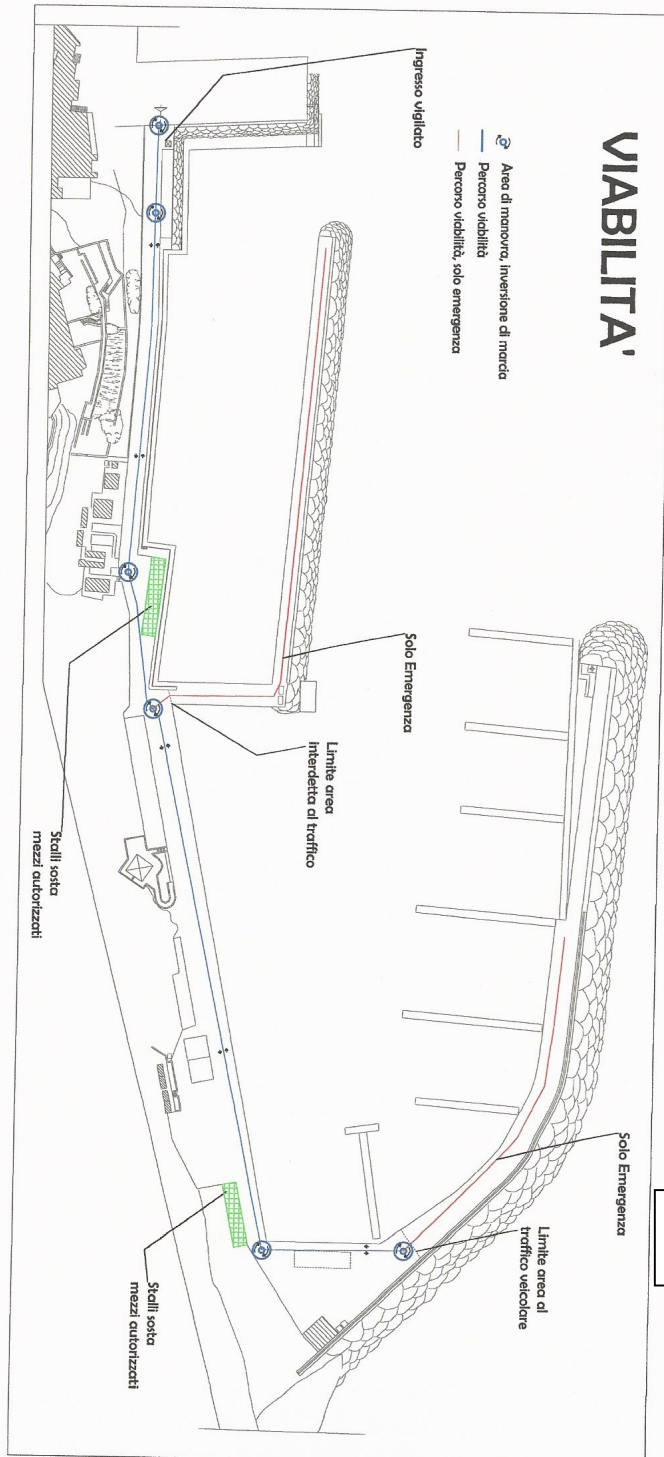 VIABILITA'
Area di manovra, inversione di marcia
Percorso viabilità
Percorso viabilità, solo emergenza
Ingresso vigilato
Solo Emergenza
Limite area
interdetta al traffico
Stalli sosta
mezzi autorizzati
Solo Emergenza
Limite area al
traffico veicolare
Stalli sosta
mezzi autorizzati